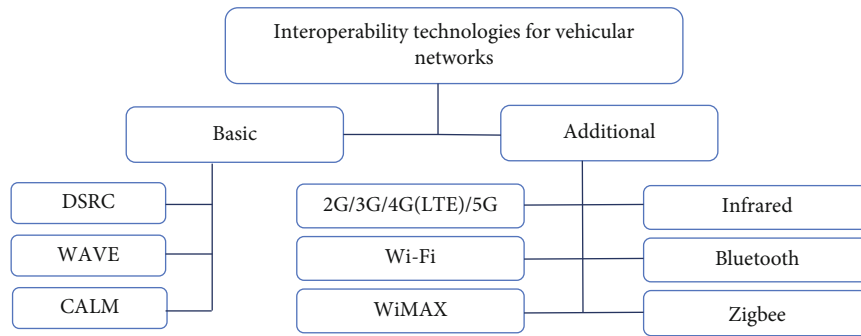 Interoperability technologies for vehicular
networks
Basic
Additional
DSRC
WAVE
CALM
2G/3G/4G(LTE)/5G
Wi-Fi
WiMAX
Infrared
Bluetooth
Zigbee